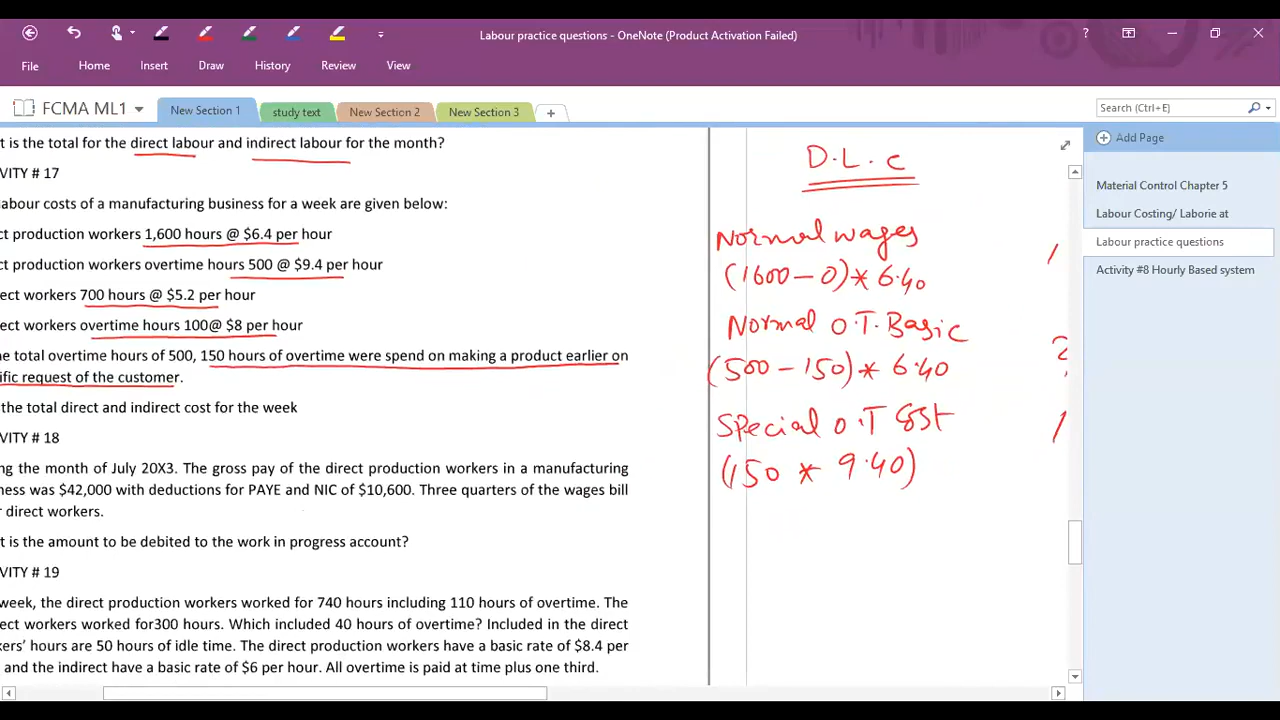 Labour practice questions - OneNote (Product Activation Failed)
File Home Insert Draw History Review View
FCMA ML1 New Section 1 study text New Section 2 New Section 3
Search (Ctrl+E)
Add Page
Material Control Chapter 5
Labour Costing/ Laborie at
Labour practice questions
Activity #8 Hourly Based system
t is the total for the direct labour and indirect labour for the month?
VITY # 17
labour costs of a manufacturing business for a week are given below:
ct production workers 1,600 hours @ $6.4 per hour
ct production workers overtime hours 500 @ $9.4 per hour
ect workers 700 hours @ $5.2 per hour
ect workers overtime hours 100@ $8 per hour
ne total overtime hours of 500, 150 hours of overtime were spend on making a product earlier on
ific request of the customer.
the total direct and indirect cost for the week
VITY # 18
ng the month of July 20X3. The gross pay of the direct production workers in a manufacturing
ness was $42,000 with deductions for PAYE and NIC of $10,600. Three quarters of the wages bill
r direct workers.
t is the amount to be debited to the work in progress account?
VITY # 19
week, the direct production workers worked for 740 hours including 110 hours of overtime. The
ect workers worked for300 hours. Which included 40 hours of overtime? Included in the direct
kers' hours are 50 hours of idle time. The direct production workers have a basic rate of $8.4 per
and the indirect have a basic rate of $6 per hour. All overtime is paid at time plus one third.
D.L.C
Normal wages
(1600 - 0) * 6.40
Normal O.T. Basic
(500 - 150) * 6.40
Special O.T Cost
(150 * 9.40)